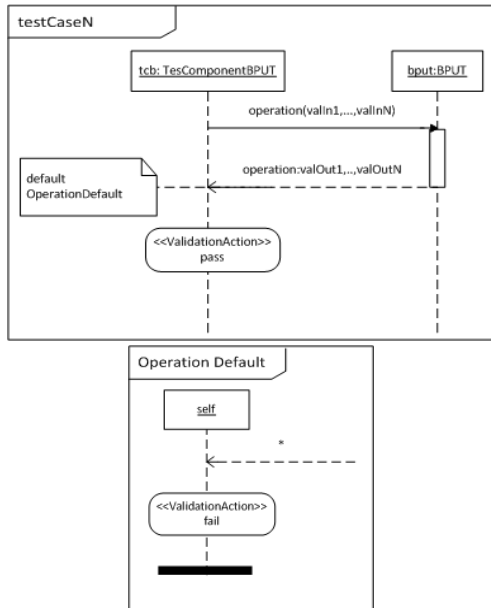 testCaseN
tcb: TesComponentBPUT
bput:BPUT
operation(valIn1,...,valInN)
operation:valOut1,..,valOutN
default
OperationDefault
<<ValidationAction>>
pass
Operation Default
self
*
<<ValidationAction>>
fail